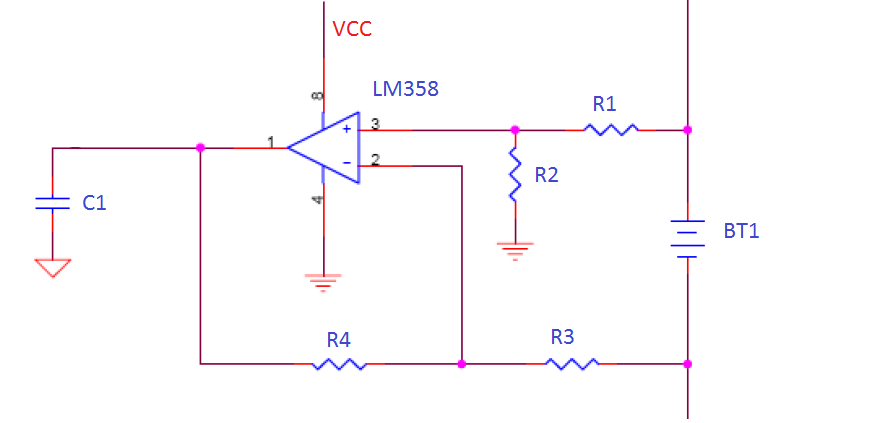 VCC
8
LM358
R1
3
+
1
2
-
R2
4
C1
BT1
R4
R3